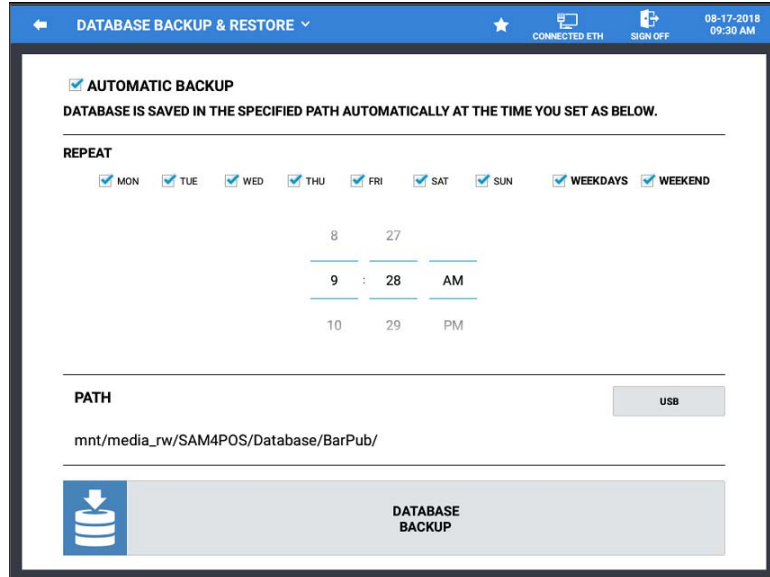 DATABASE BACKUP & RESTORE
CONNECTED ETH
SIGN OFF
08-17-2018
09:30 AM
AUTOMATIC BACKUP
DATABASE IS SAVED IN THE SPECIFIED PATH AUTOMATICALLY AT THE TIME YOU SET AS BELOW.
REPEAT
MON TUE WED THU FRI SAT SUN WEEKDAYS WEEKEND
8 27
9 : 28 AM
10 29 PM
PATH
USB
mnt/media_rw/SAM4POS/Database/BarPub/
DATABASE
BACKUP